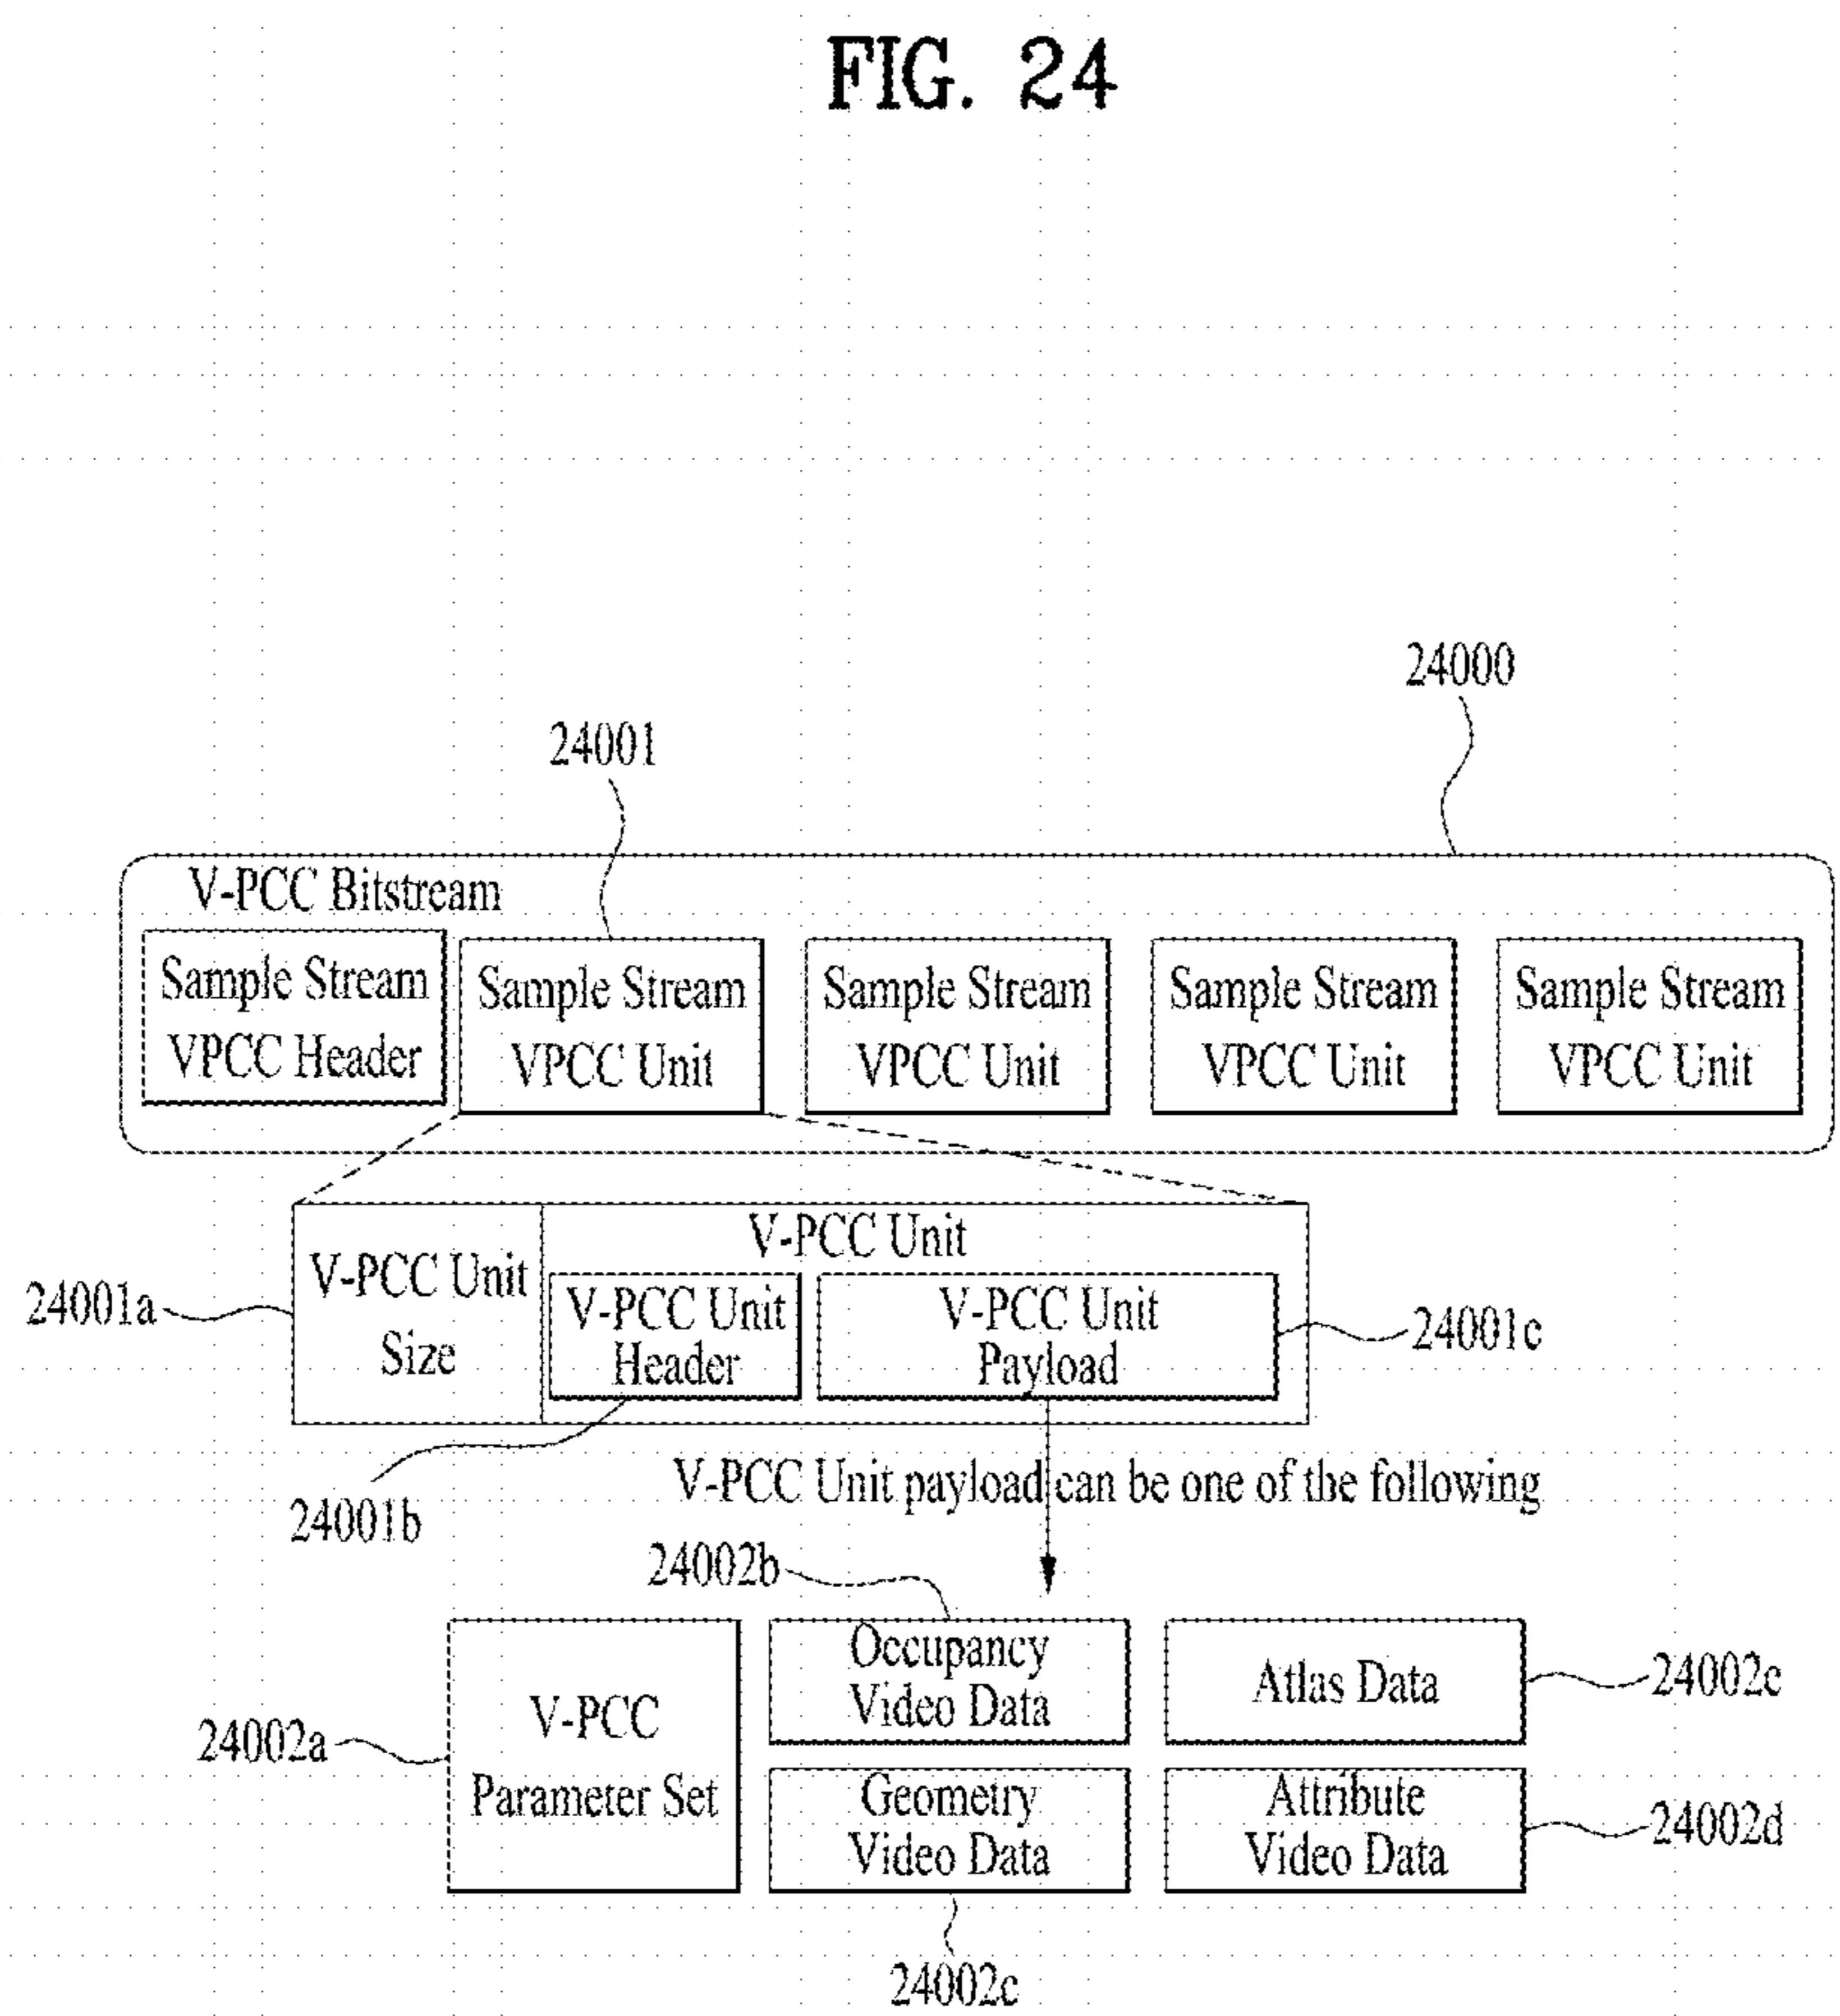 FIG. 24
24000
24001
V-PCC Bitstream
Sample Stream
VPCC Header
Sample Stream
VPCC Unit
Sample Stream
VPCC Unit
Sample Stream
VPCC Unit
Sample Stream
VPCC Unit
24001a
V-PCC Unit
Size
V-PCC Unit
V-PCC Unit
Header
V-PCC Unit
Payload
24001c
24001b
V-PCC Unit payload can be one of the following
24002b
24002a
V-PCC
Parameter Set
Occupancy
Video Data
Atlas Data
24002e
Geometry
Video Data
Attribute
Video Data
24002d
24002c